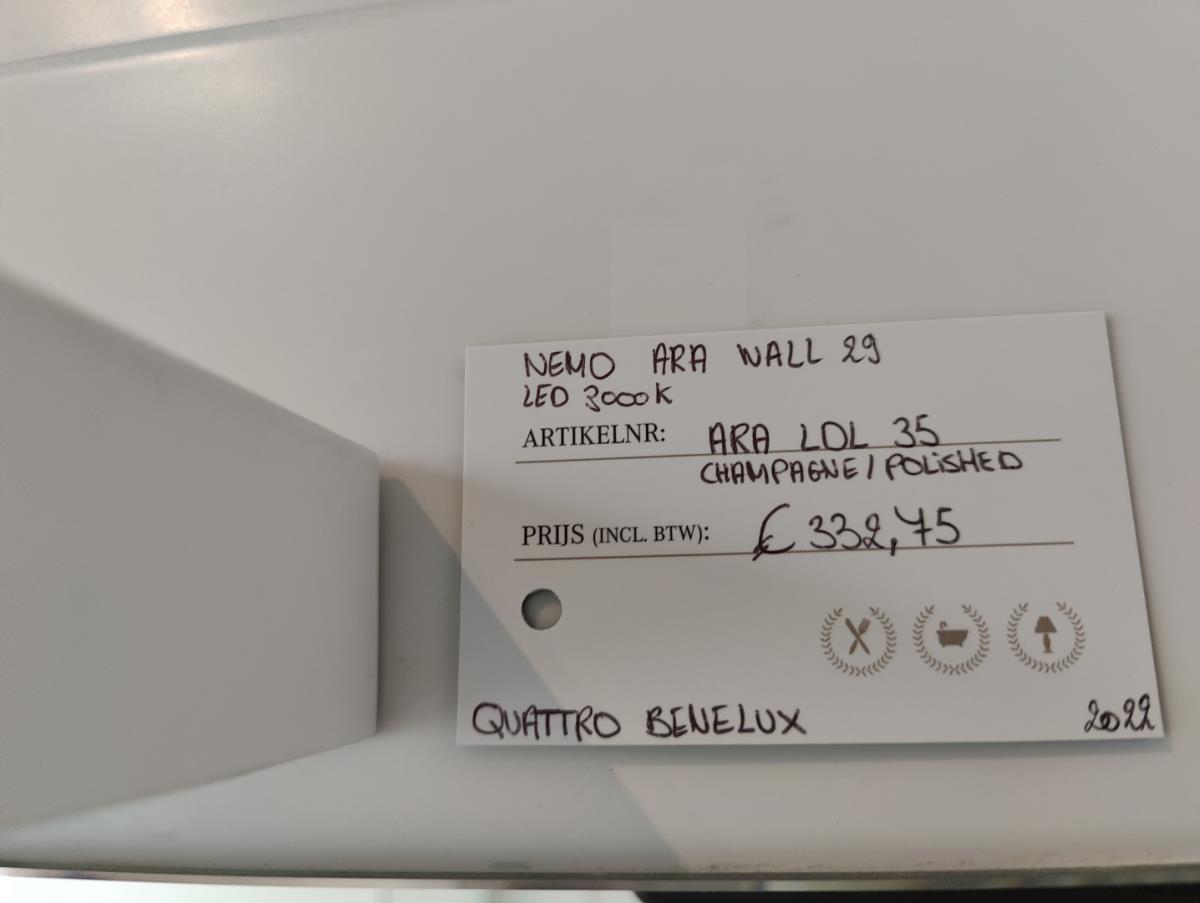 NEMO ARA WALL 29
LED 3000K
ARTIKELNR: ARA LDL 35
CHAMPAGNE / POLISHED
PRIJS (INCL. BTW): € 332,75
QUATTRO BENELUX 2022